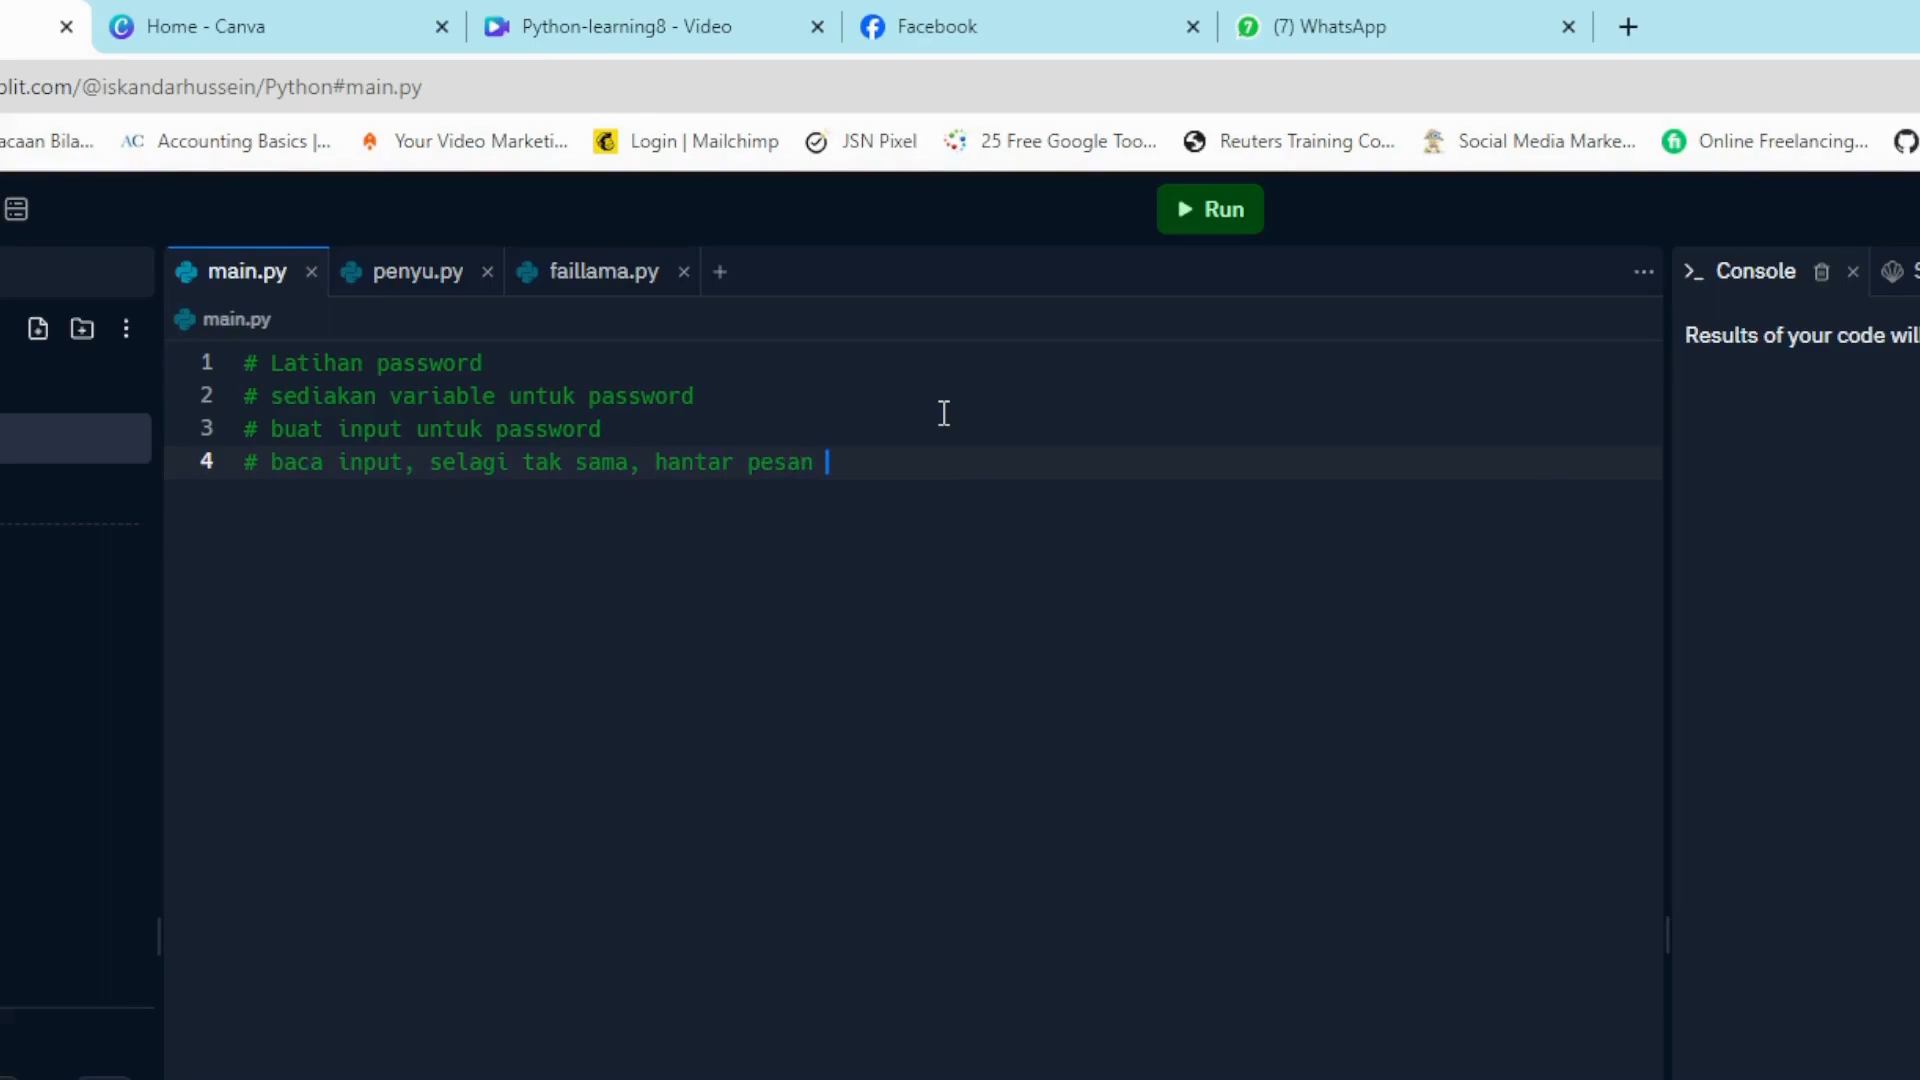 Home - Canva
Python-learning8 - Video
Facebook
(7) WhatsApp
plit.com/@iskandarhussein/Python#main.py
acaan Bila...
AC Accounting Basics |...
Your Video Marketi...
Login | Mailchimp
JSN Pixel
25 Free Google Too...
Reuters Training Co...
Social Media Marke...
Online Freelancing...
Run
main.py
penyu.py
faillama.py
Console
main.py
Results of your code will
1 # Latihan password
2 # sediakan variable untuk password
3 # buat input untuk password
4 # baca input, selagi tak sama, hantar pesan